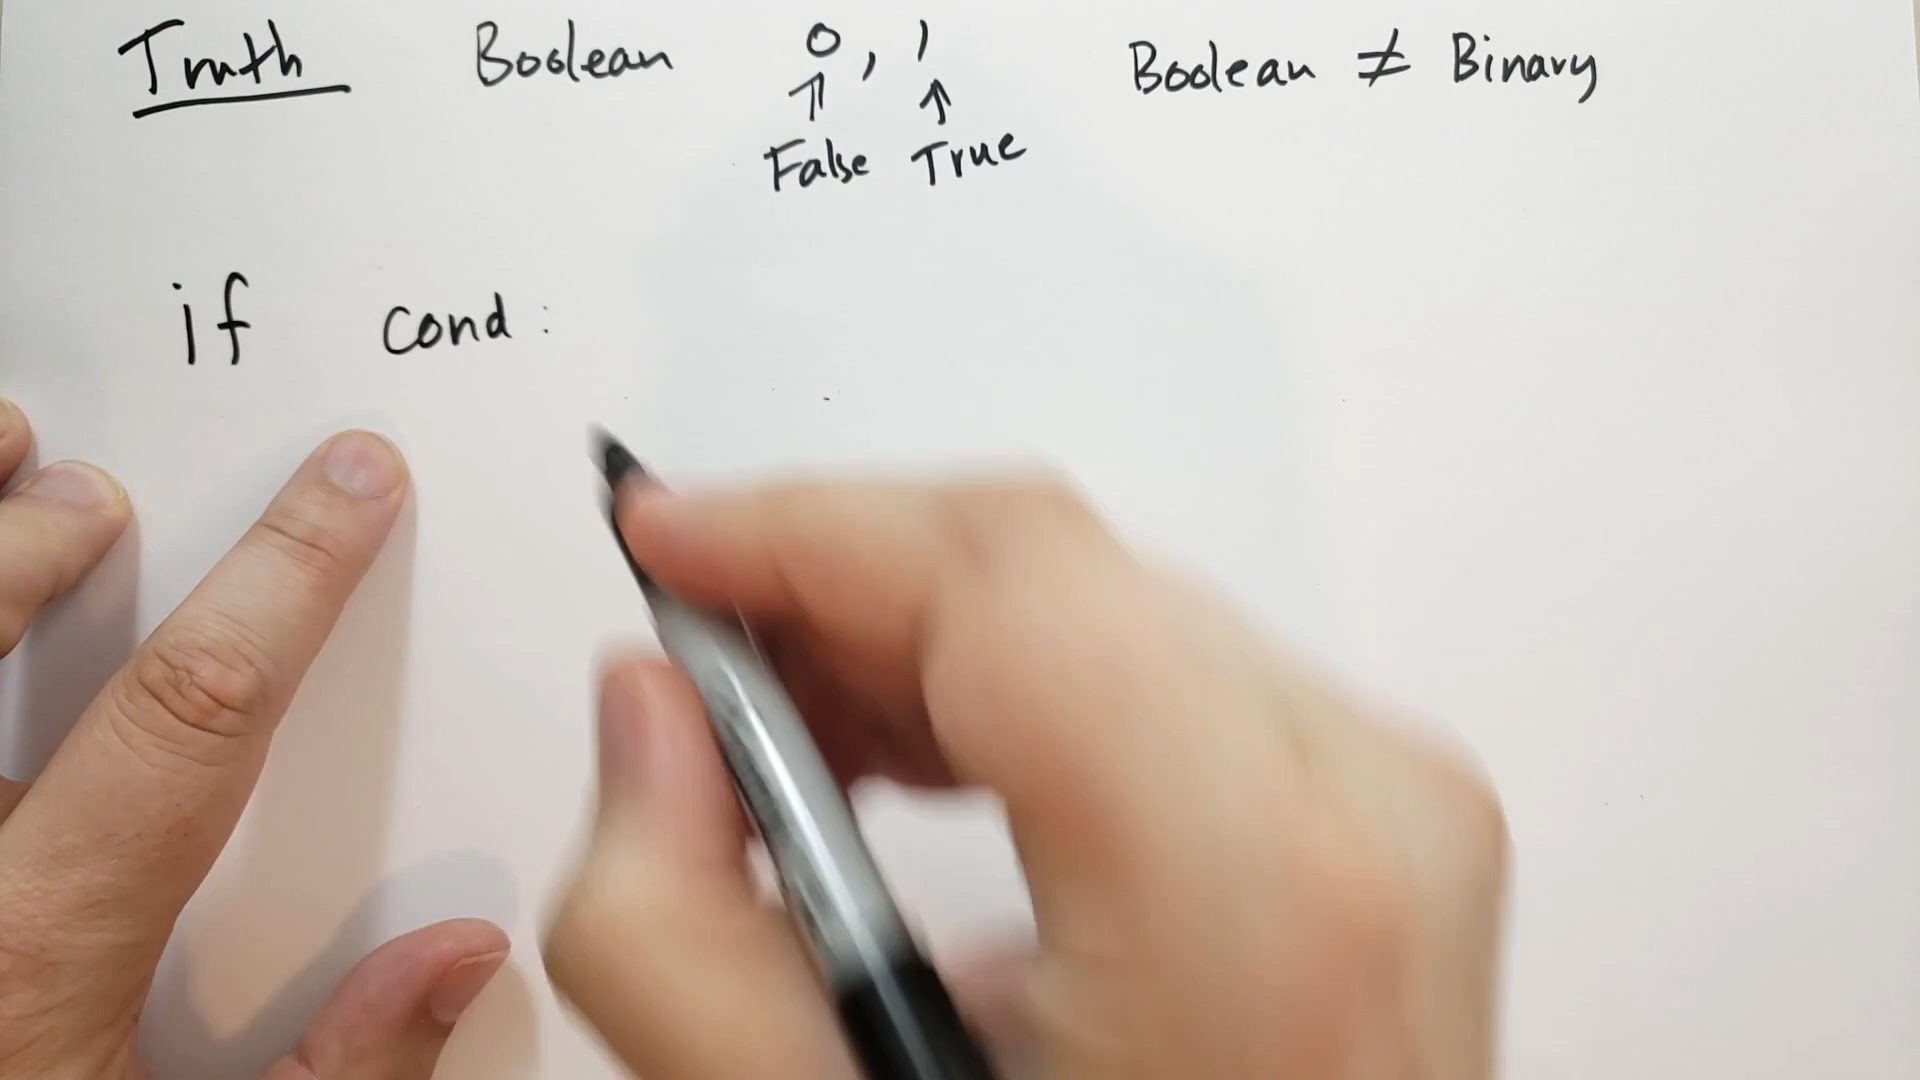 Truth Boolean 0, 1 Boolean ≠ Binary
↑ ↑
False True
if cond :